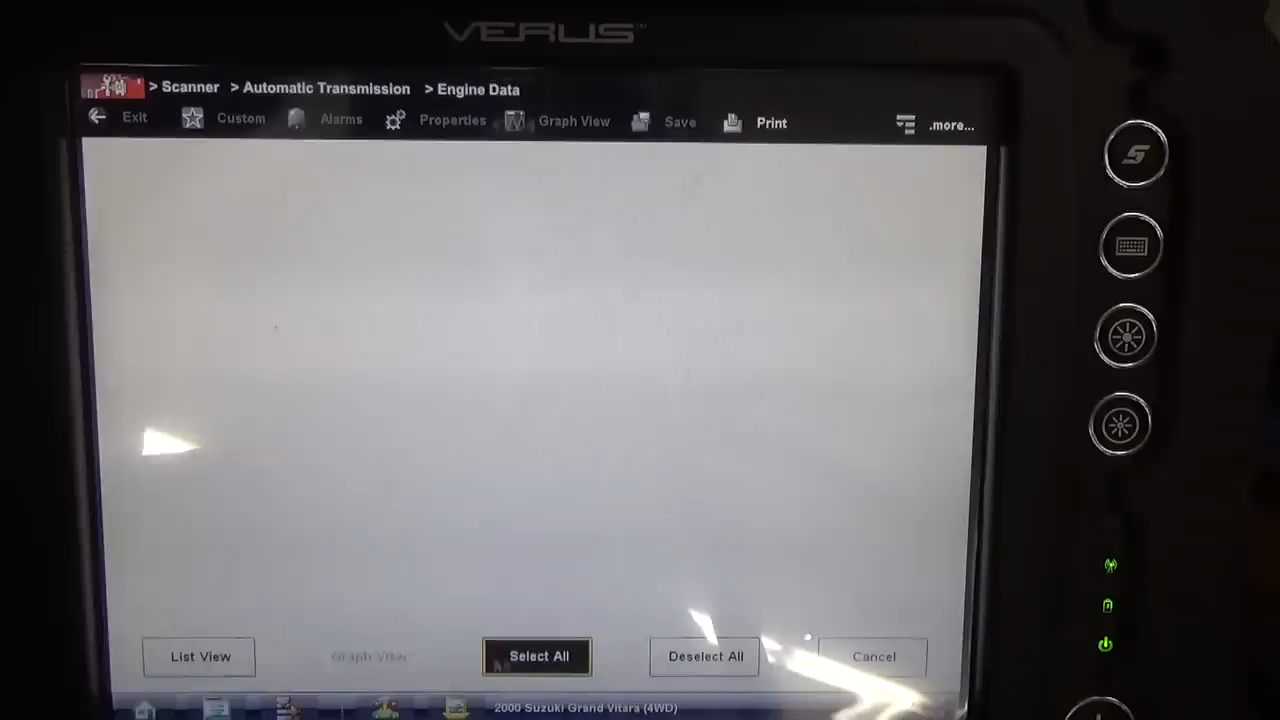 VERUS™
> Scanner > Automatic Transmission > Engine Data
Exit Custom Alarms Properties Graph View Save Print .more...
List View Graph View Select All Deselect All Cancel
2000 Suzuki Grand Vitara (4WD)